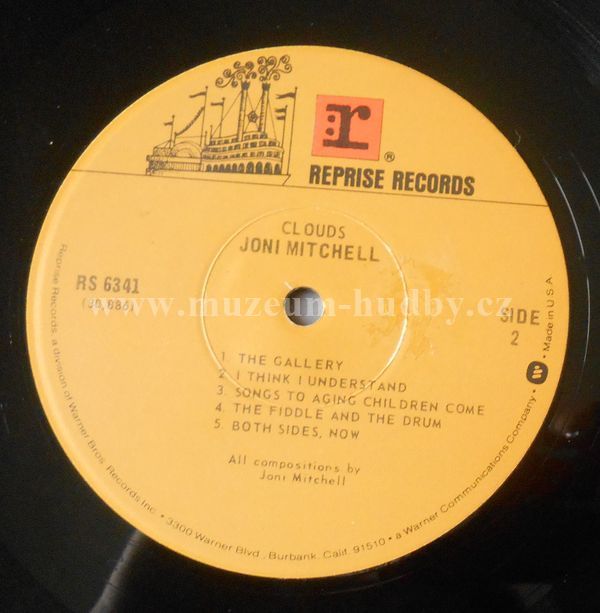 r
®
REPRISE RECORDS
CLOUDS
JONI MITCHELL
RS 6341
(30,886)
www.muzeum-hudby.cz
SIDE
2
1. THE GALLERY
2. I THINK I UNDERSTAND
3. SONGS TO AGING CHILDREN COME
4. THE FIDDLE AND THE DRUM
5. BOTH SIDES, NOW
All compositions by
Joni Mitchell
Reprise Records, a division of Warner Bros. Records Inc. • 3300 Warner Blvd., Burbank, Calif. 91510 • a Warner Communications Company • Made in U.S.A.